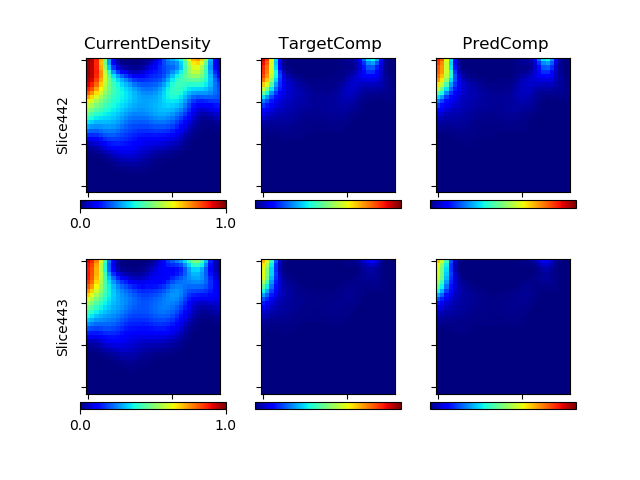 CurrentDensity
TargetComp
PredComp
Slice442
0.0 1.0
Slice443
0.0 1.0